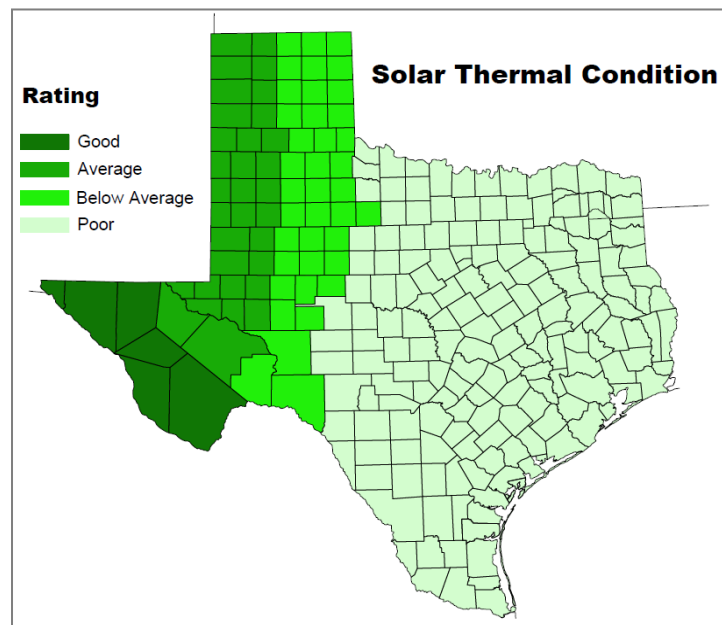 Solar Thermal Condition
Rating
Good
Average
Below Average
Poor